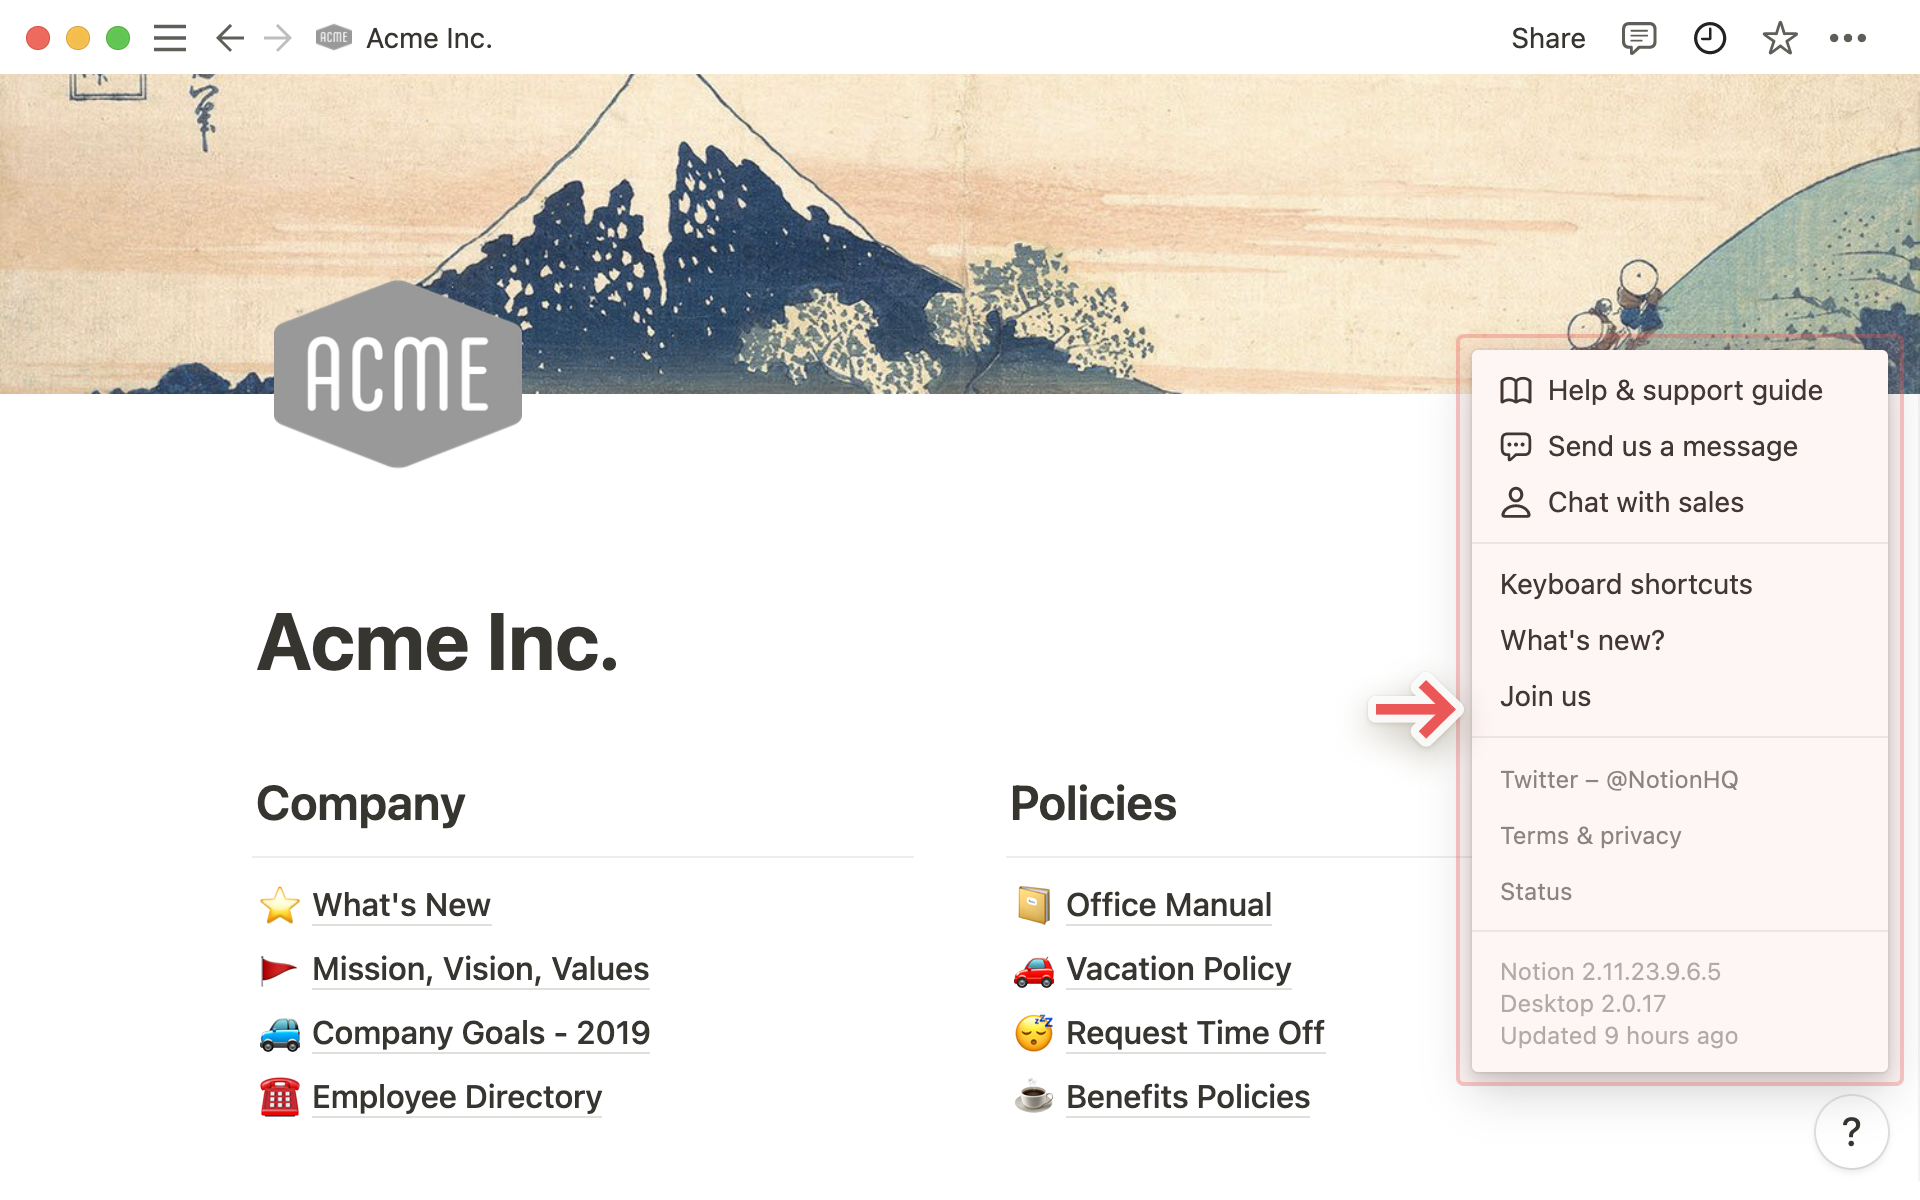 ACME Acme Inc.
Share
ACME
Acme Inc.
Company
What's New
Mission, Vision, Values
Company Goals - 2019
Employee Directory
Policies
Office Manual
Vacation Policy
Request Time Off
Benefits Policies
Help & support guide
Send us a message
Chat with sales
Keyboard shortcuts
What's new?
Join us
Twitter – @NotionHQ
Terms & privacy
Status
Notion 2.11.23.9.6.5
Desktop 2.0.17
Updated 9 hours ago
?